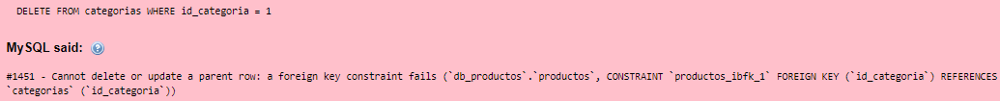 DELETE FROM categorias WHERE id_categoria = 1
MySQL said:
#1451 - Cannot delete or update a parent row: a foreign key constraint fails (`db_productos`.`productos`, CONSTRAINT `productos_ibfk_1` FOREIGN KEY (`id_categoria`) REFERENCES
`categorias` (`id_categoria`))